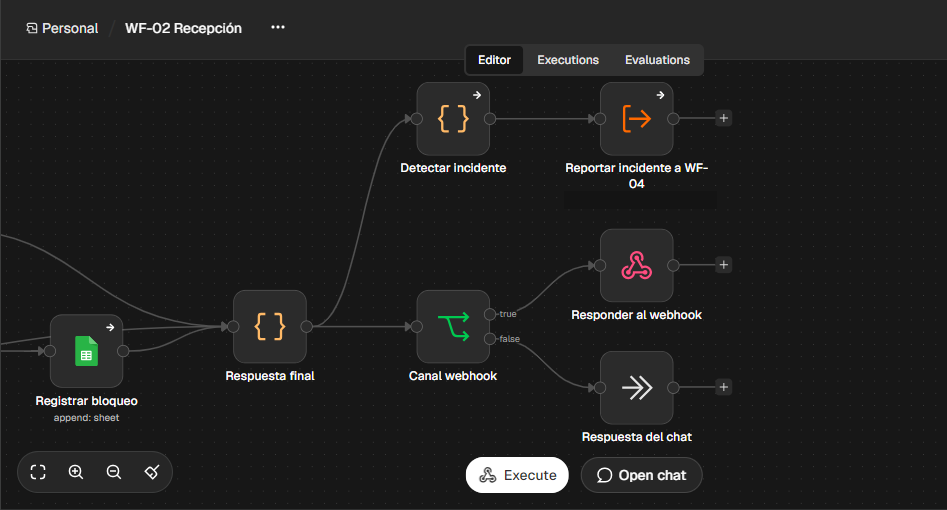 Personal / WF-02 Recepción ...
Editor Executions Evaluations
Detectar incidente
Reportar incidente a WF-
04
true
Responder al webhook
false
Respuesta final
Canal webhook
Registrar bloqueo
append: sheet
Respuesta del chat
Execute
Open chat